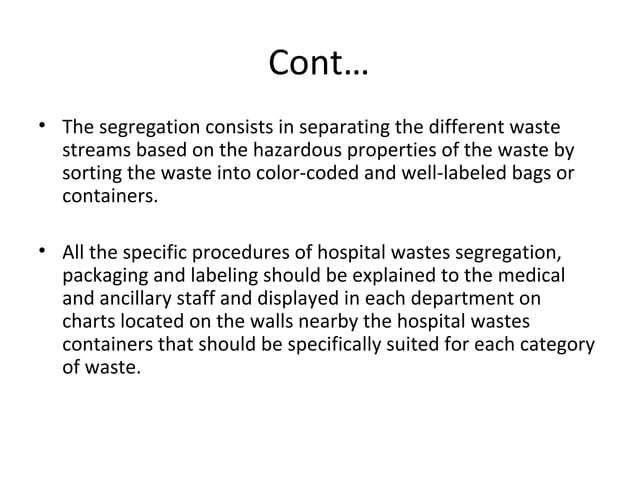 Cont…
• The segregation consists in separating the different waste
streams based on the hazardous properties of the waste by
sorting the waste into color-coded and well-labeled bags or
containers.
• All the specific procedures of hospital wastes segregation,
packaging and labeling should be explained to the medical
and ancillary staff and displayed in each department on
charts located on the walls nearby the hospital wastes
containers that should be specifically suited for each category
of waste.